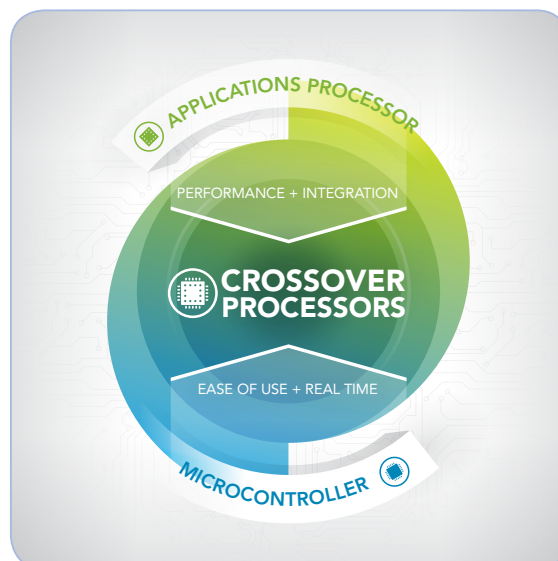 APPLICATIONS PROCESSOR
PERFORMANCE + INTEGRATION
CROSSOVER
PROCESSORS
EASE OF USE + REAL TIME
MICROCONTROLLER